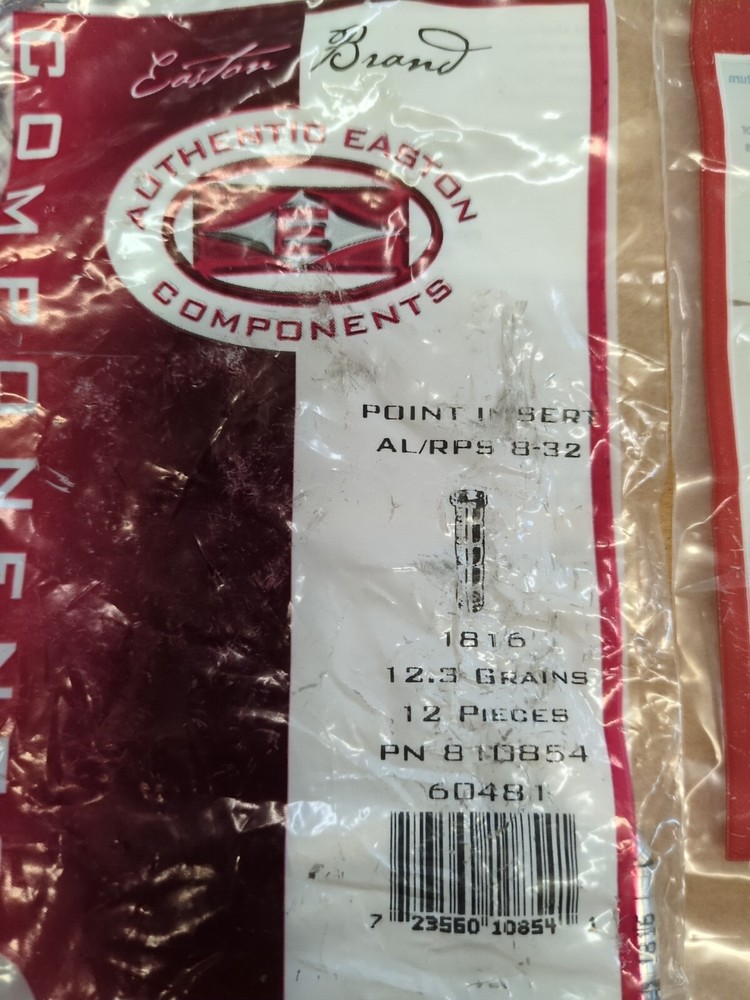 Easton Brand
AUTHENTIC EASTON
E
COMPONENTS
COMPONENTS
POINT INSERT
AL/RPS 8-32
1816
12.3 GRAINS
12 PIECES
PN 810854
60481
7 23560 10854 1